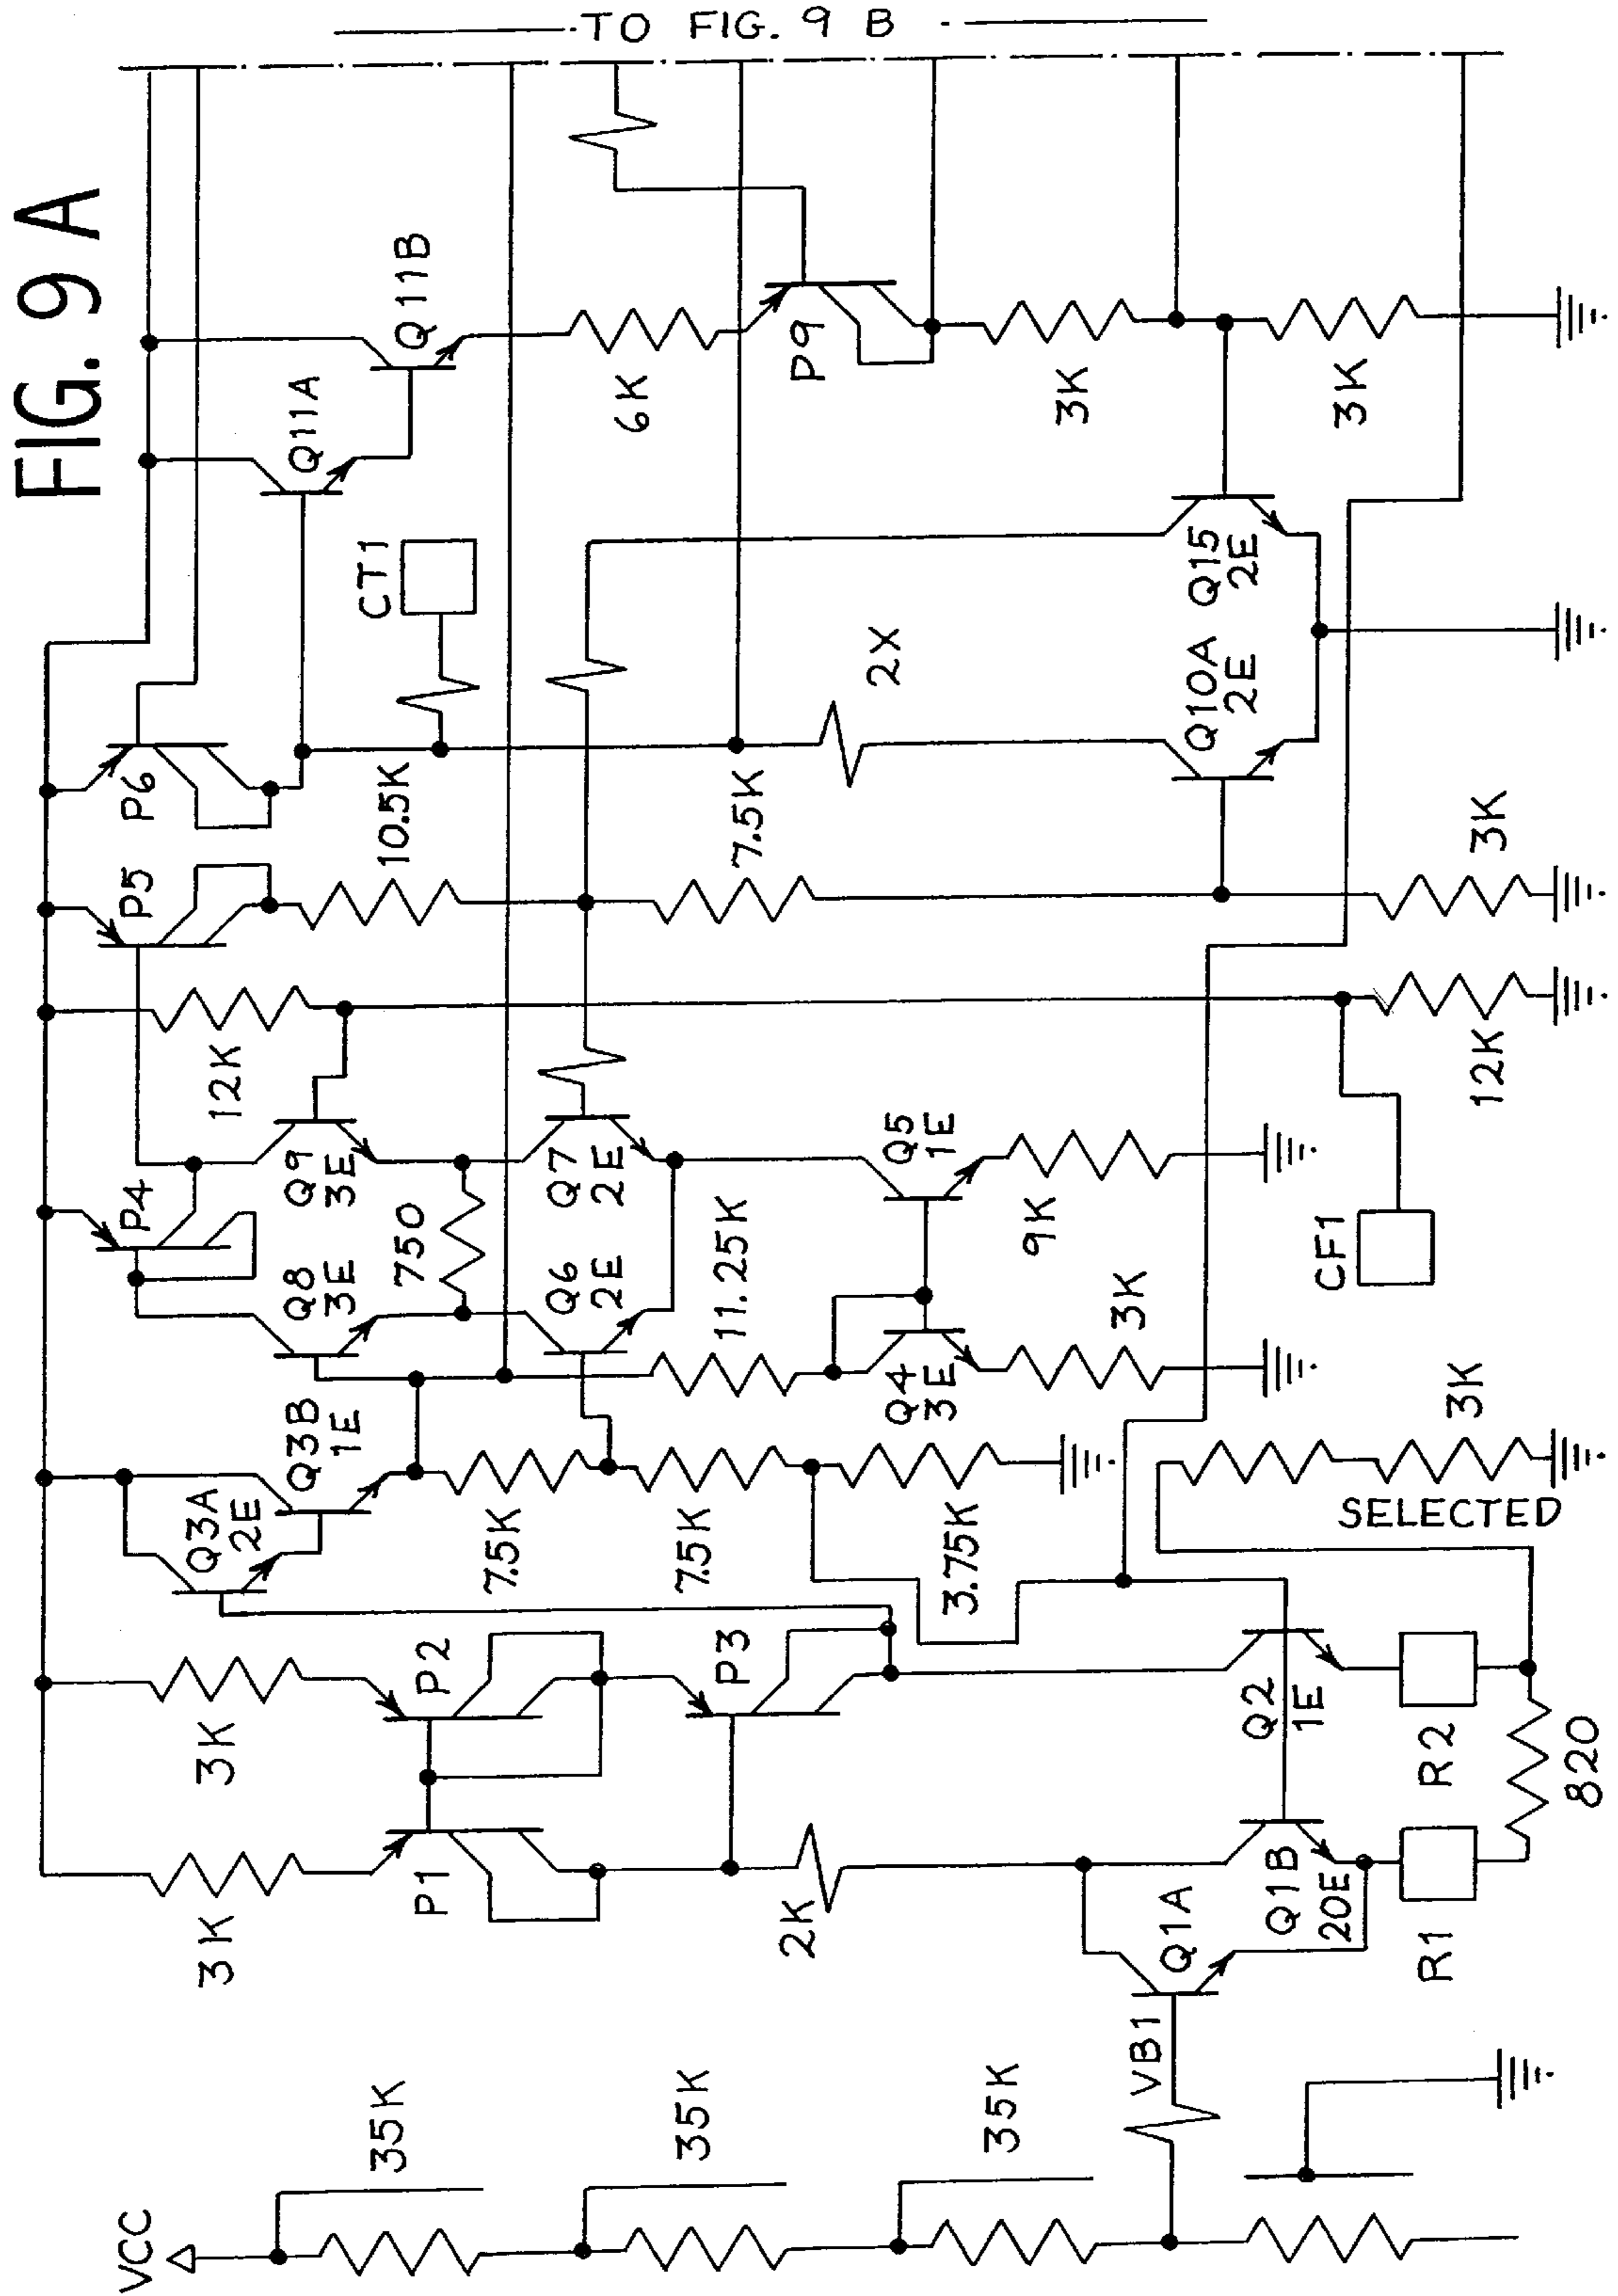 FIG. 9 A
TO FIG. 9 B
VCC
35K
35K
35K
VB1
3K
3K
P1
P2
P3
2K
Q1A
Q1B
20E
Q2
1E
R1
R2
820
SELECTED
3K
Q3A
2E
Q3B
1E
7.5K
7.5K
3.75K
P4
Q8
3E
Q9
3E
750
Q6
2E
Q7
2E
11.25K
Q4
3E
3K
Q5
1E
9K
CF1
12K
12K
P5
10.5K
7.5K
3K
P6
CT1
2X
Q10A
2E
Q15
2E
Q11A
Q11B
6K
P9
3K
3K